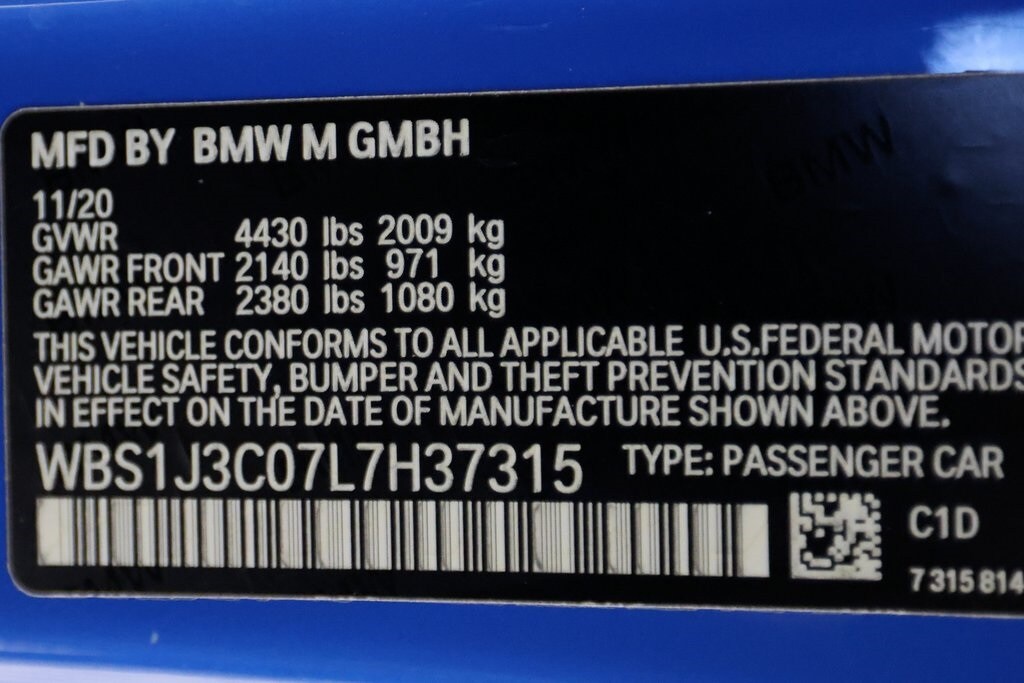 MFD BY BMW M GMBH
11/20
GVWR 4430 lbs 2009 kg
GAWR FRONT 2140 lbs 971 kg
GAWR REAR 2380 lbs 1080 kg
THIS VEHICLE CONFORMS TO ALL APPLICABLE U.S.FEDERAL MOTOR
VEHICLE SAFETY, BUMPER AND THEFT PREVENTION STANDARDS
IN EFFECT ON THE DATE OF MANUFACTURE SHOWN ABOVE.
WBS1J3C07L7H37315 TYPE: PASSENGER CAR
C1D
7 315 814
BMW